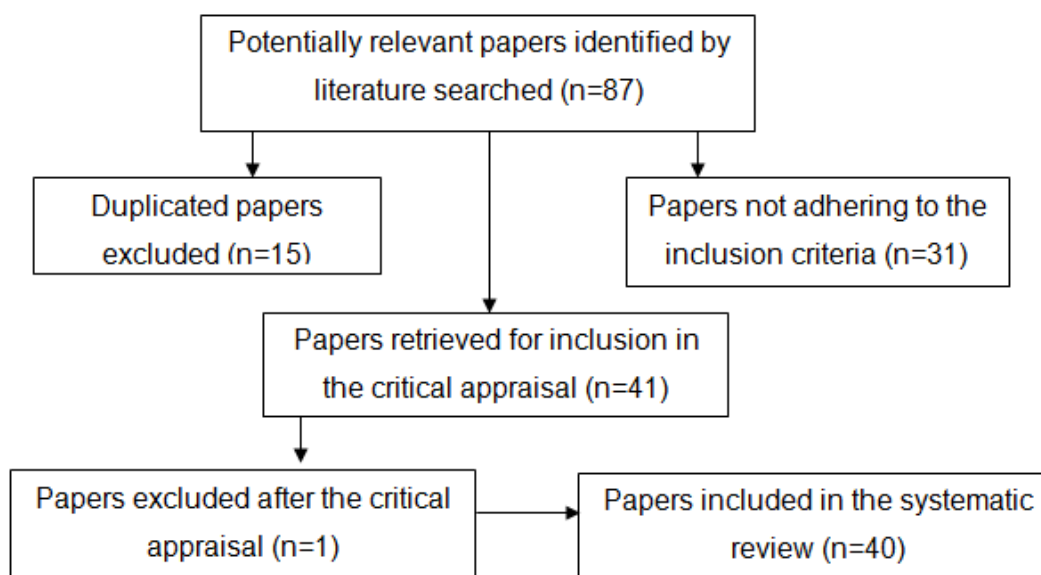 Potentially relevant papers identified by
literature searched (n=87)
Duplicated papers
excluded (n=15)
Papers not adhering to the
inclusion criteria (n=31)
Papers retrieved for inclusion in
the critical appraisal (n=41)
Papers excluded after the critical
appraisal (n=1)
Papers included in the systematic
review (n=40)